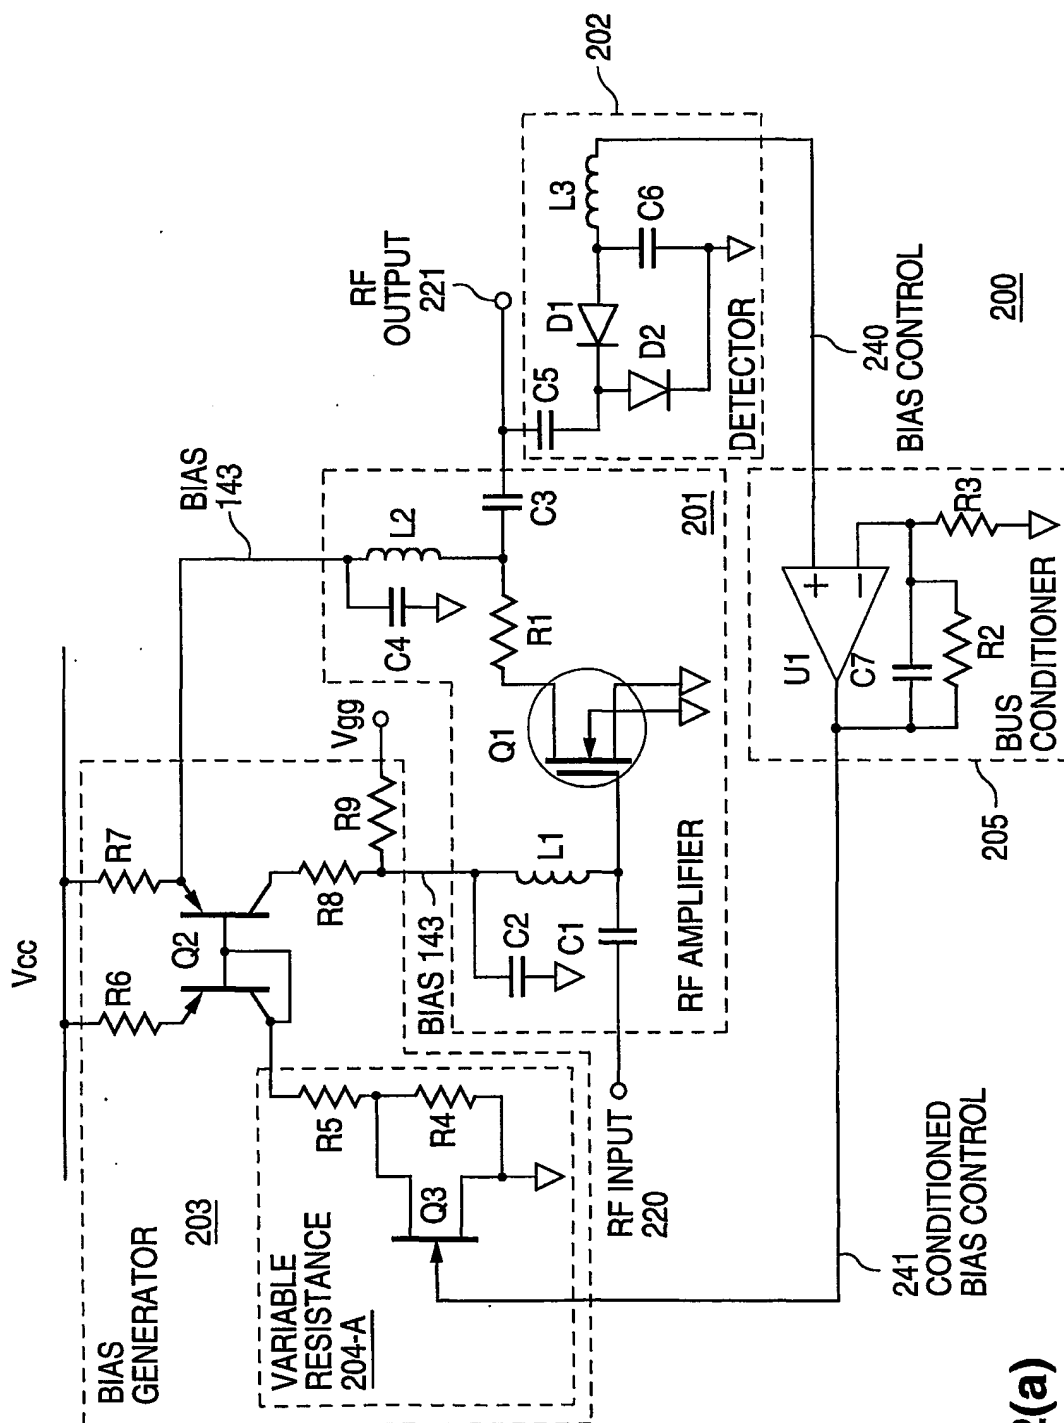 Vcc
BIAS
GENERATOR
203
R6
R7
Q2
BIAS
143
RF
OUTPUT
221
202
VARIABLE
RESISTANCE
204-A
Q3
R5
R4
R8
R9
Vgg
BIAS 143
C2
C1
L1
Q1
R1
C4
L2
C3
201
RF AMPLIFIER
RF INPUT
220
C5
D1
D2
L3
C6
DETECTOR
240
BIAS CONTROL
200
U1
+
−
C7
R2
R3
BUS
CONDITIONER
205
241
CONDITIONED
BIAS CONTROL
(a)